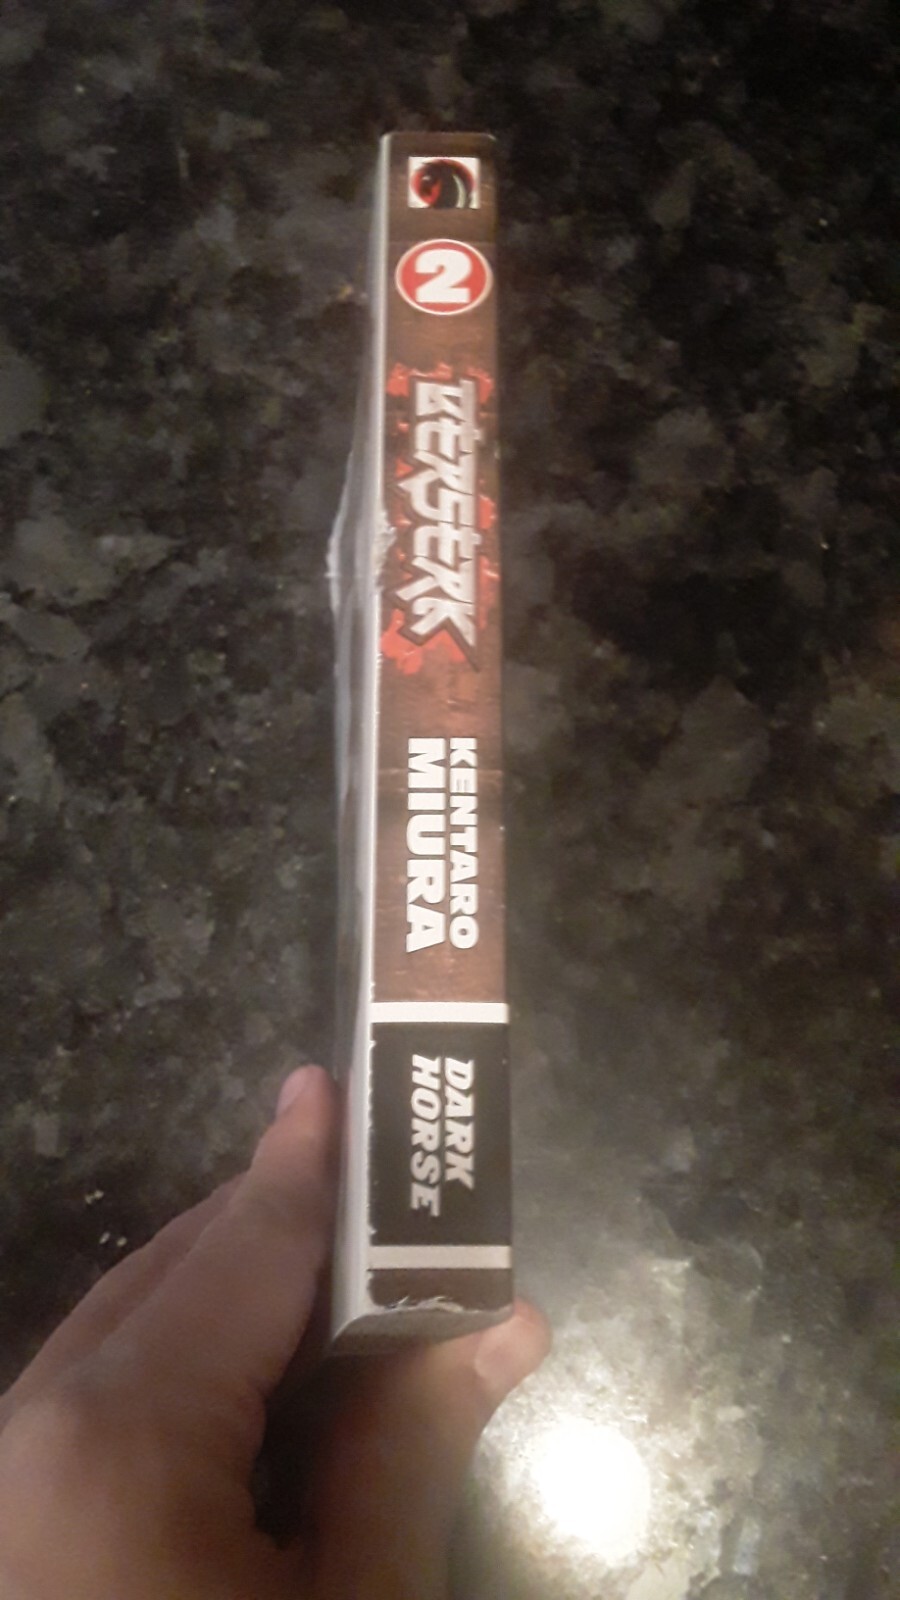 2
BERSERK
KENTARO
MIURA
DARK
HORSE